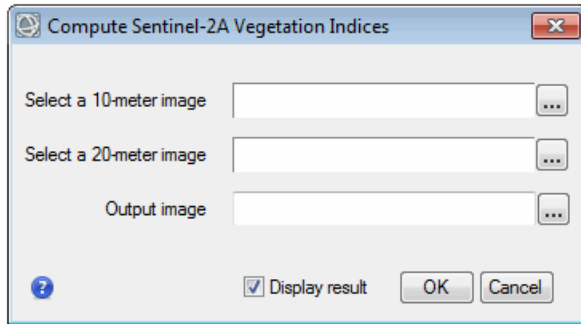 Compute Sentinel-2A Vegetation Indices
Select a 10-meter image
...
Select a 20-meter image
...
Output image
...
?
Display result OK Cancel